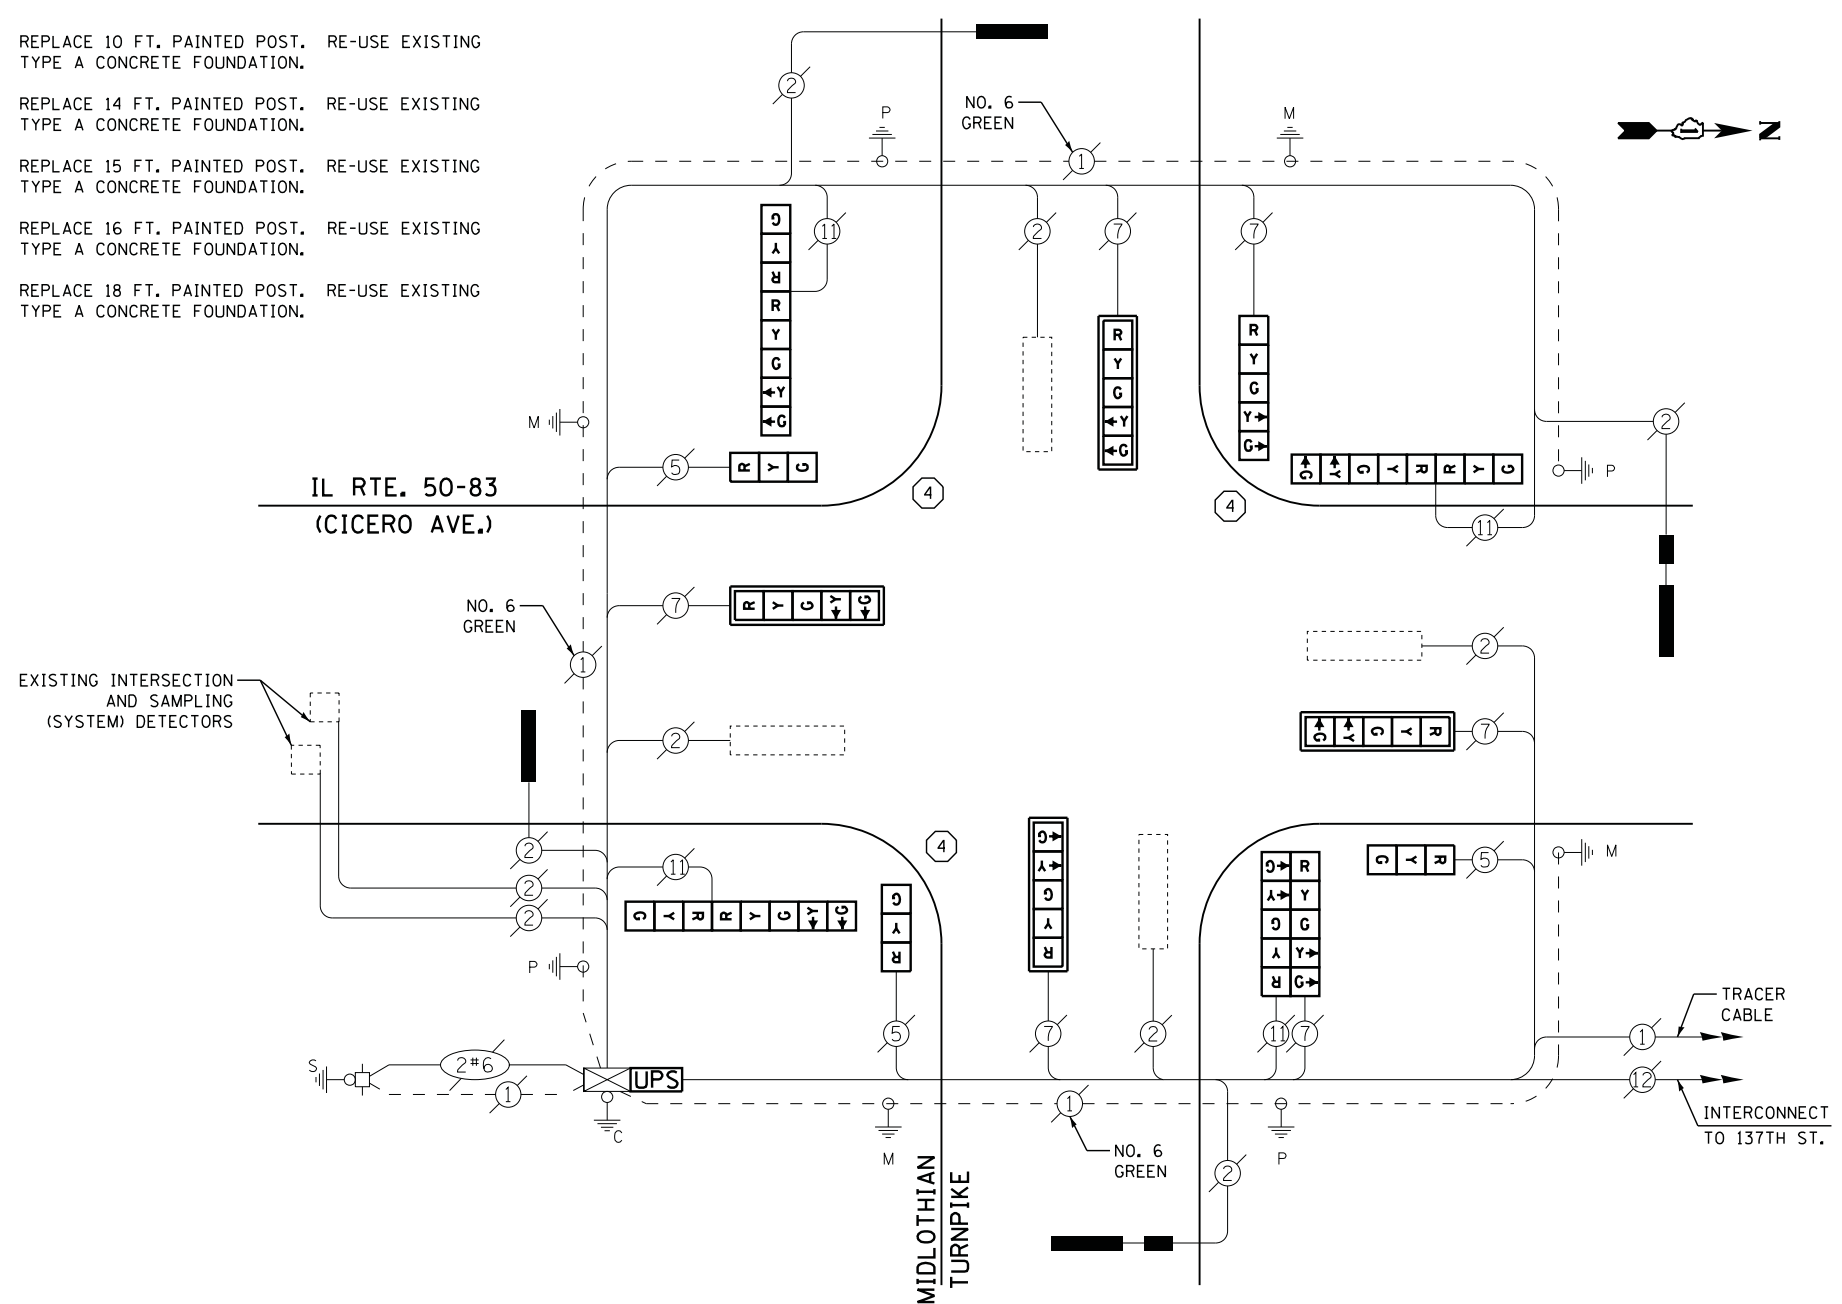 REPLACE 10 FT. PAINTED POST. RE-USE EXISTING
TYPE A CONCRETE FOUNDATION.
REPLACE 14 FT. PAINTED POST. RE-USE EXISTING
TYPE A CONCRETE FOUNDATION.
REPLACE 15 FT. PAINTED POST. RE-USE EXISTING
TYPE A CONCRETE FOUNDATION.
REPLACE 16 FT. PAINTED POST. RE-USE EXISTING
TYPE A CONCRETE FOUNDATION.
REPLACE 18 FT. PAINTED POST. RE-USE EXISTING
TYPE A CONCRETE FOUNDATION.
2
P
NO. 6
GREEN
1
M
1 N
G
Y
R
R
Y
G
Y
G
11
2
7
7
R
Y
G
Y
G
R
Y
G
Y
G
2
M
5
R Y G
G Y G Y R R Y G
P
11
4
4
IL RTE. 50-83
(CICERO AVE.)
NO. 6
GREEN
1
7
R Y G Y G
2
EXISTING INTERSECTION
AND SAMPLING
(SYSTEM) DETECTORS
2
G Y G Y R
7
2
2
2
11
G Y R R Y G Y G
4
G
Y
R
G
Y
G
Y
R
G R
Y Y
G G
Y Y
R G
G Y R
5
M
P
5
7
2
11
7
TRACER
CABLE
1
S
2#6
1
UPS
C
12
INTERCONNECT
TO 137TH ST.
M
1
NO. 6
GREEN
P
2
MIDLOTHIAN
TURNPIKE